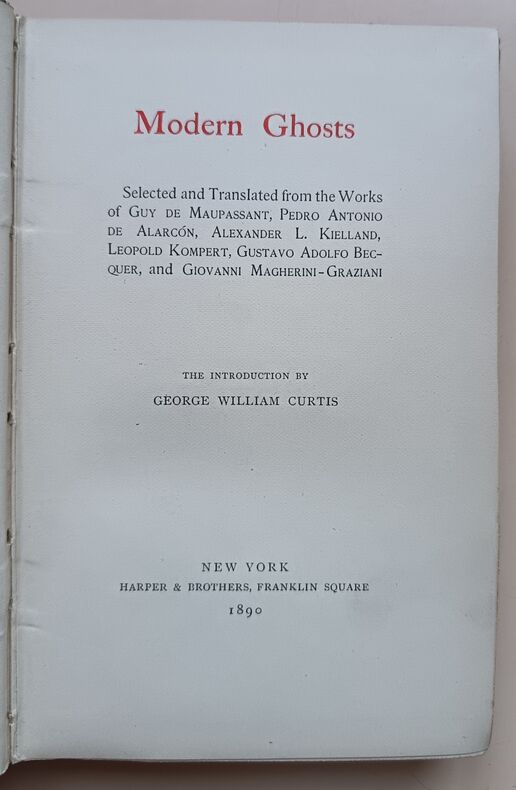 Modern Ghosts
Selected and Translated from the Works
of GUY DE MAUPASSANT, PEDRO ANTONIO
DE ALARCÓN, ALEXANDER L. KIELLAND,
LEOPOLD KOMPERT, GUSTAVO ADOLFO BEC-
QUER, and GIOVANNI MAGHERINI-GRAZIANI
THE INTRODUCTION BY
GEORGE WILLIAM CURTIS
NEW YORK
HARPER & BROTHERS, FRANKLIN SQUARE
1890